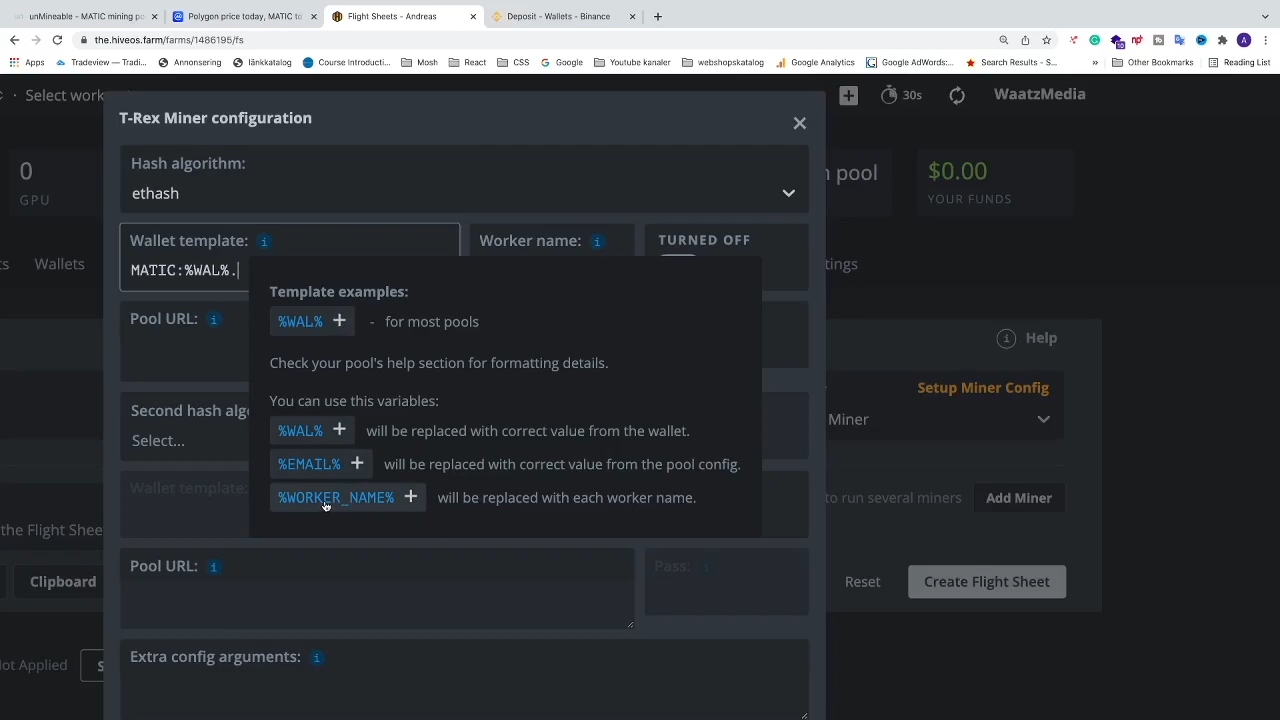 unMineable - MATIC mining po
Polygon price today, MATIC to
Flight Sheets - Andreas
Deposit - Wallets - Binance
the.hiveos.farm/farms/1486195/fs
Apps
Tradeview -- Tradi...
Annonsering
länkkatalog
Course Introducti...
Mosh
React
CSS
Google
Youtube kanaler
webshopskatalog
Google Analytics
Google AdWords:...
Search Results - S...
Other Bookmarks
Reading List
Select work
30s
WaatzMedia
T-Rex Miner configuration
Hash algorithm:
ethash
0
GPU
n pool
$0.00
YOUR FUNDS
Wallet template:
MATIC:%WAL%.
Worker name:
TURNED OFF
ts
Wallets
tings
Template examples:
%WAL% + - for most pools
Check your pool's help section for formatting details.
You can use this variables:
%WAL% + will be replaced with correct value from the wallet.
%EMAIL% + will be replaced with correct value from the pool config.
%WORKER_NAME% + will be replaced with each worker name.
Pool URL:
Help
Setup Miner Config
Miner
Second hash algo
Select...
Wallet template:
to run several miners
Add Miner
the Flight Shee
Clipboard
Reset
Create Flight Sheet
Pool URL:
Pass:
Extra config arguments:
Not Applied
S